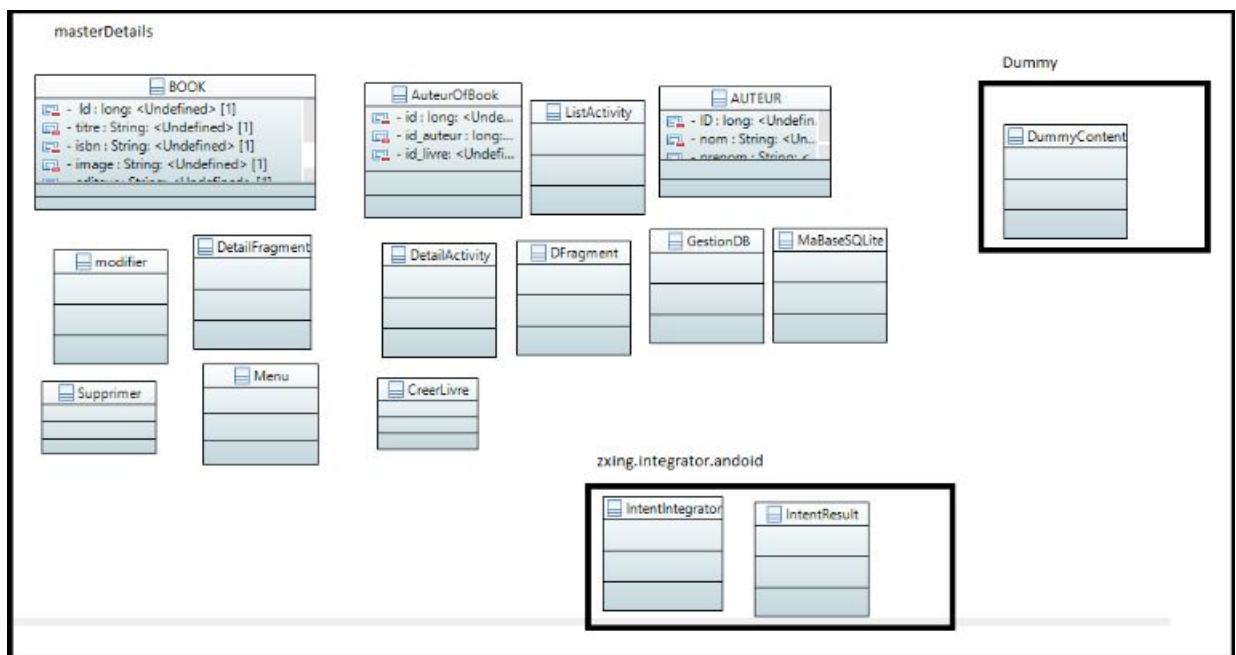 masterDetails
Dummy
BOOK
- Id : long: <Undefined> [1]
- titre : String: <Undefined> [1]
- isbn : String: <Undefined> [1]
- image : String: <Undefined> [1]
AuteurOfBook
- id : long: <Unde...
- id_auteur : long:...
- id_livre: <Undefi...
ListActivity
AUTEUR
- ID : long: <Undefin.
- nom : String: <Un..
- prenom : String: <
DummyContent
modifier
DetailFragment
DetailActivity
DFragment
GestionDB
MaBaseSQLite
Supprimer
Menu
CreerLivre
zxing.integrator.andoid
IntentIntegrator
IntentResult